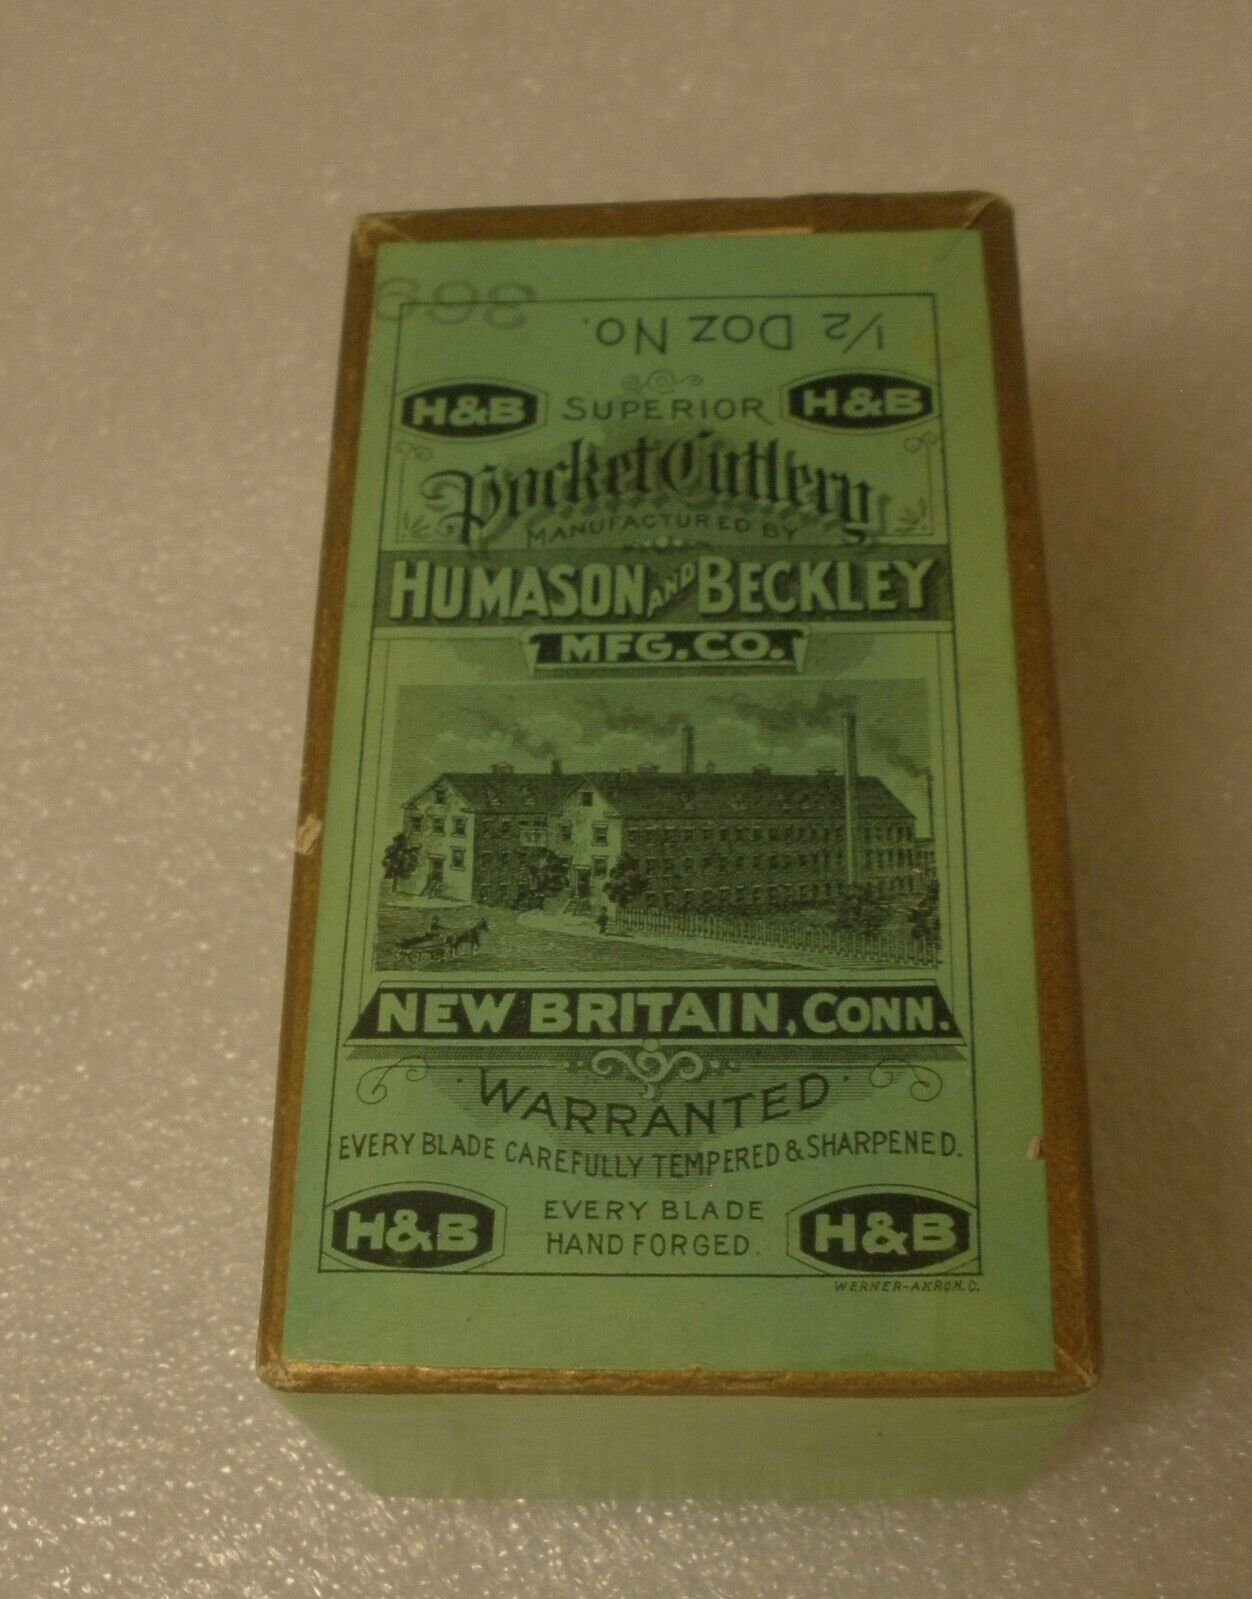 1/2 Doz No. 366
H&B SUPERIOR H&B
Pocket Cutlery
MANUFACTURED BY
HUMASON AND BECKLEY
MFG. CO.
NEW BRITAIN, CONN.
WARRANTED
EVERY BLADE CAREFULLY TEMPERED & SHARPENED.
H&B EVERY BLADE H&B
HAND FORGED.
WERNER-AKRON. O.